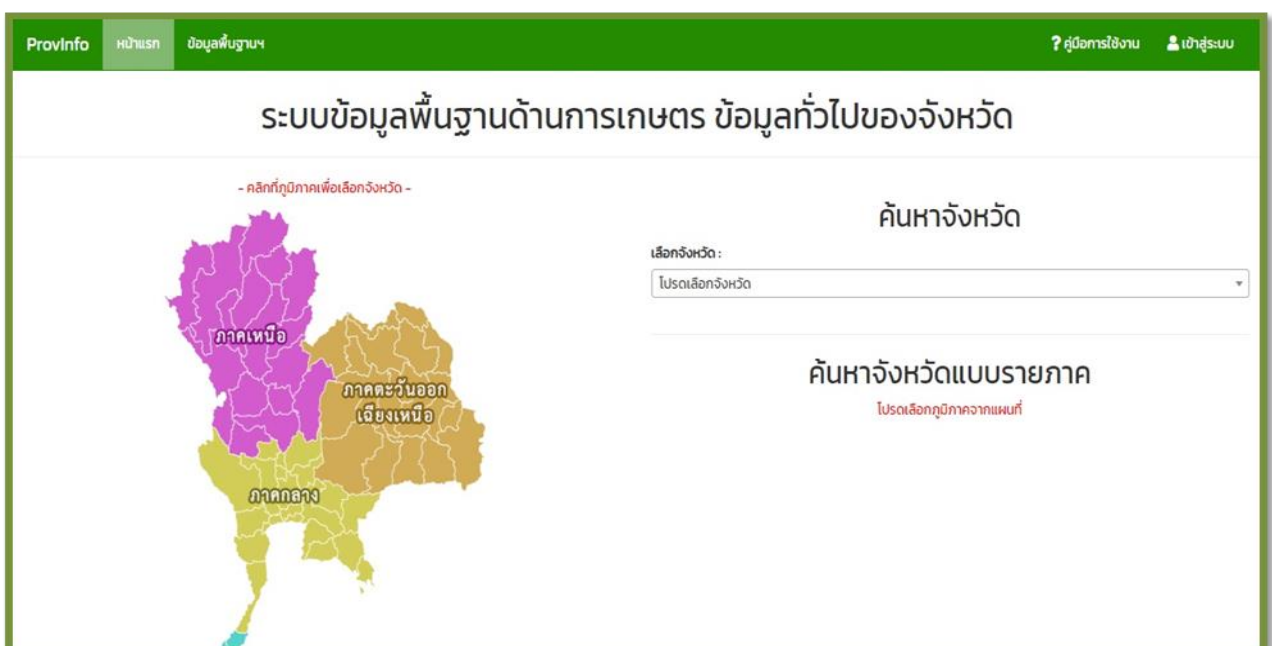 ProvInfo หน้าแรก ข้อมูลพื้นฐานฯ ? คู่มือการใช้งาน เข้าสู่ระบบ
ระบบข้อมูลพื้นฐานด้านการเกษตร ข้อมูลทั่วไปของจังหวัด
- คลิกที่ภูมิภาคเพื่อเลือกจังหวัด -
ภาคเหนือ
ภาคตะวันออก
เฉียงเหนือ
ภาคกลาง
ค้นหาจังหวัด
เลือกจังหวัด :
โปรดเลือกจังหวัด
ค้นหาจังหวัดแบบรายภาค
โปรดเลือกภูมิภาคจากแผนที่